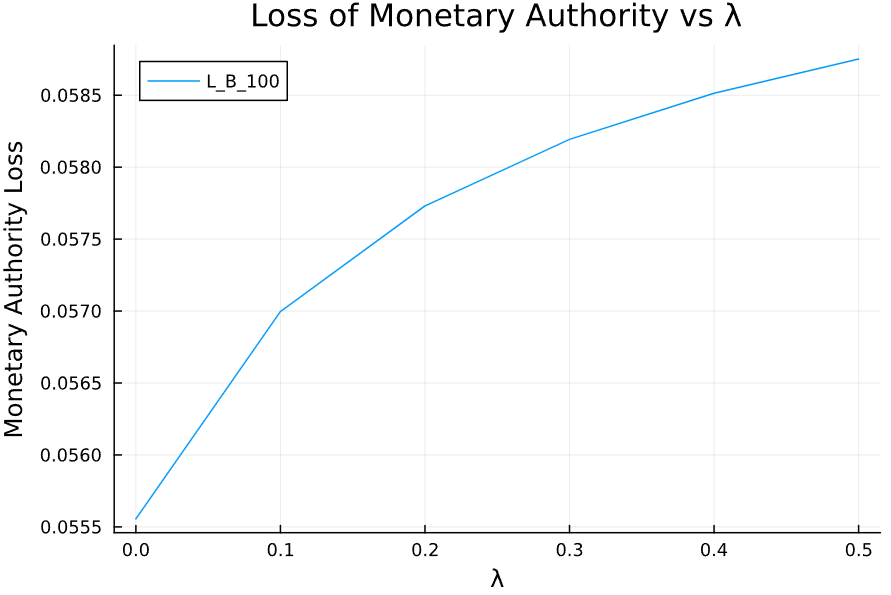 Loss of Monetary Authority vs λ
L_B_100
Monetary Authority Loss
0.0585
0.0580
0.0575
0.0570
0.0565
0.0560
0.0555
0.0 0.1 0.2 0.3 0.4 0.5
λ